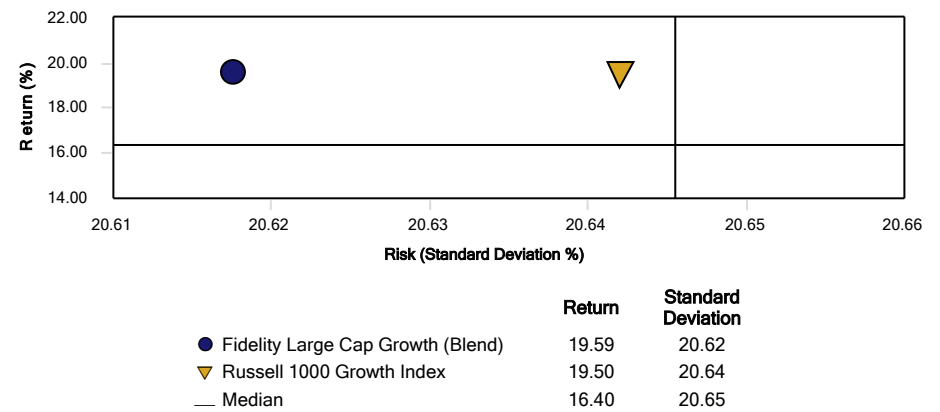 22.00
20.00
18.00
16.00
14.00
Return (%)
20.61 20.62 20.63 20.64 20.65 20.66
Risk (Standard Deviation %)
Return Standard Deviation
Fidelity Large Cap Growth (Blend) 19.59 20.62
Russell 1000 Growth Index 19.50 20.64
Median 16.40 20.65